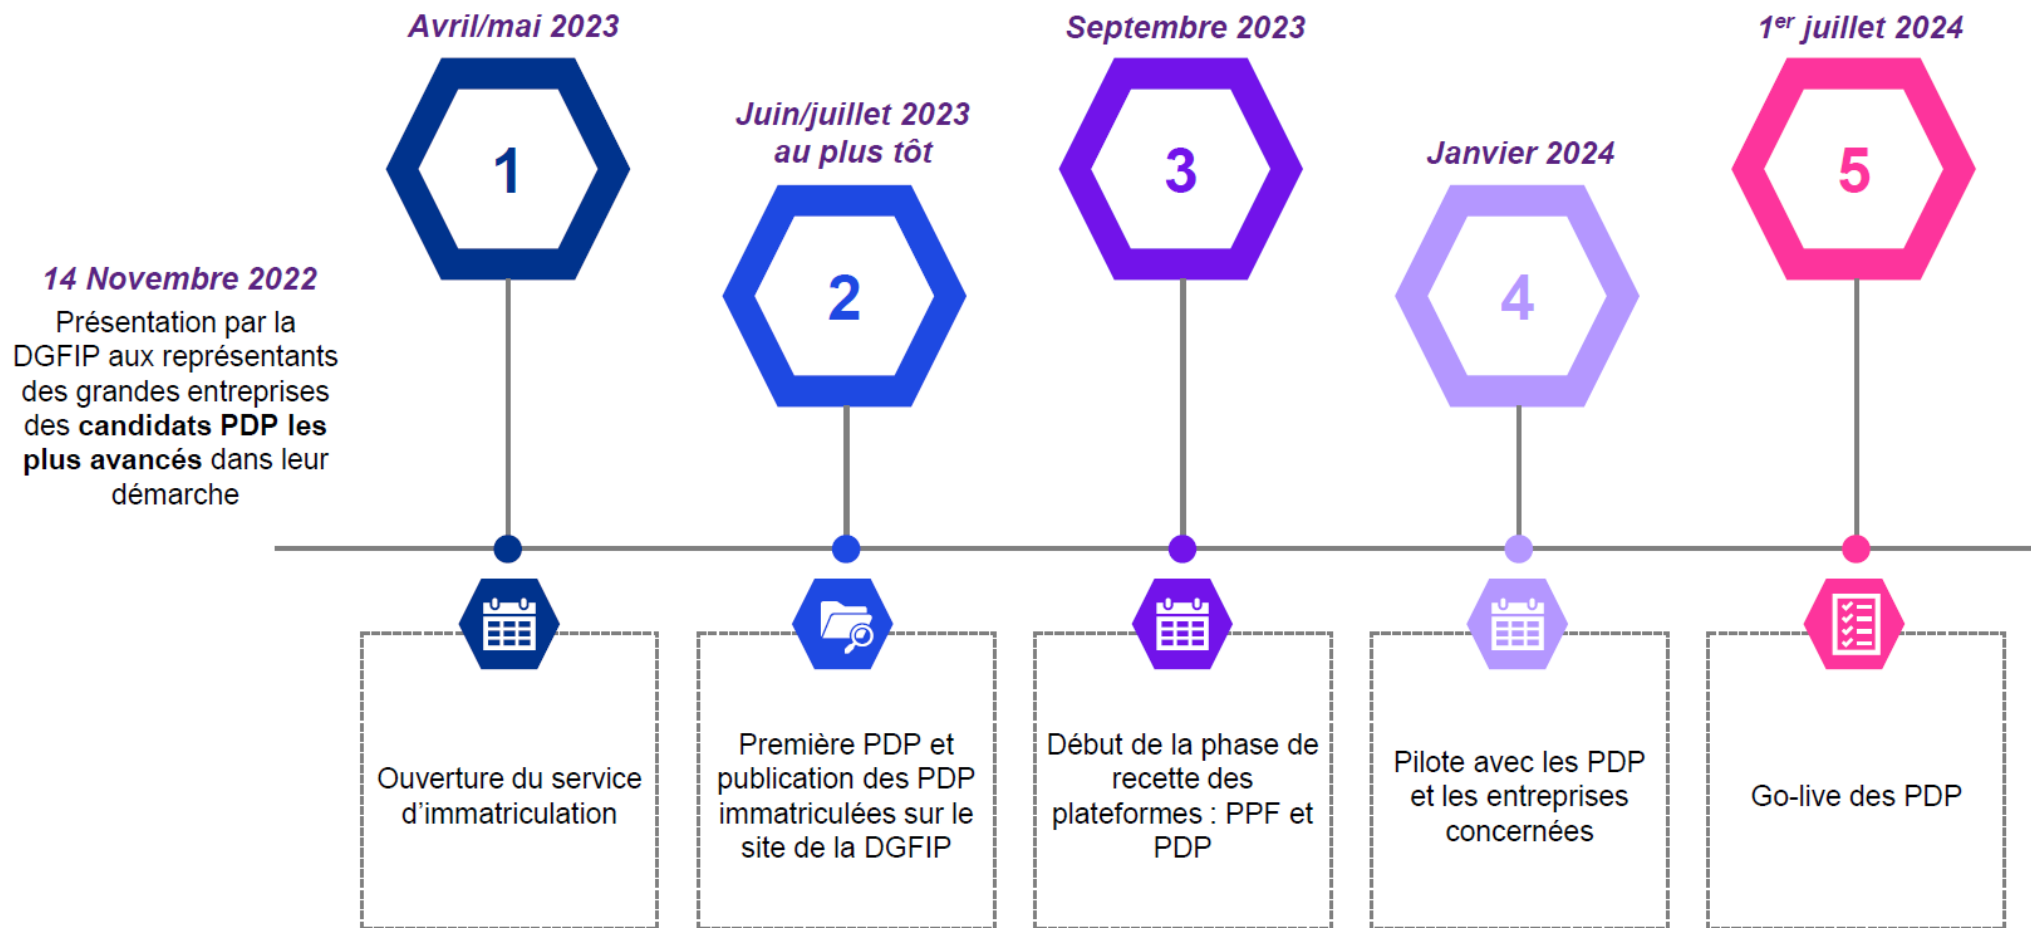 14 Novembre 2022
Présentation par la
DGFIP aux représentants
des grandes entreprises
des candidats PDP les
plus avancés dans leur
démarche
Avril/mai 2023
1
Ouverture du service
d’immatriculation
Juin/juillet 2023
au plus tôt
2
Première PDP et
publication des PDP
immatriculées sur le
site de la DGFIP
Septembre 2023
3
Début de la phase de
recette des
plateformes : PPF et
PDP
Janvier 2024
4
Pilote avec les PDP
et les entreprises
concernées
1er juillet 2024
5
Go-live des PDP